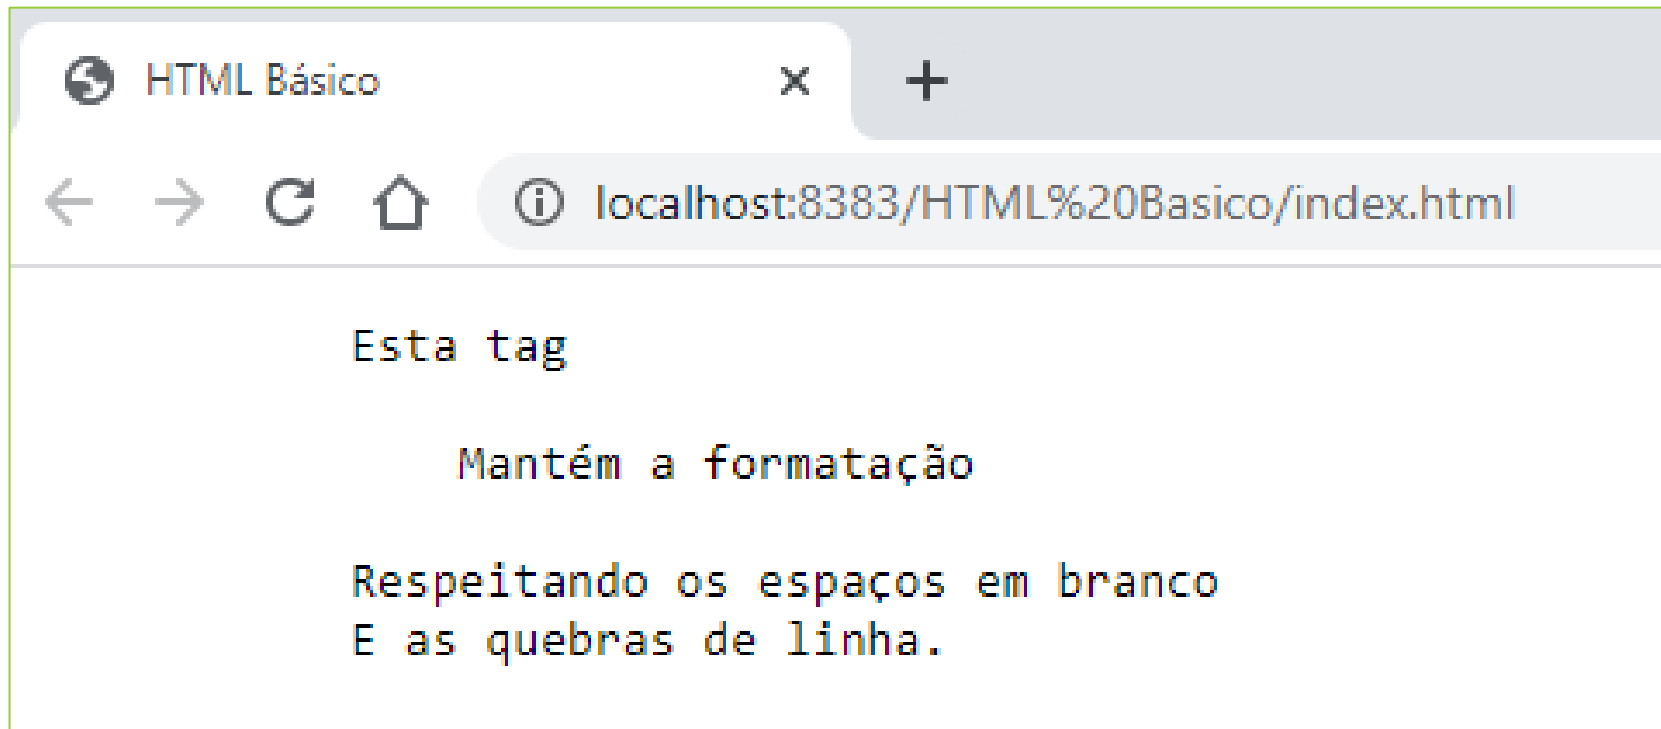 HTML Básico
localhost:8383/HTML%20Basico/index.html
Esta tag
Mantém a formatação
Respeitando os espaços em branco
E as quebras de linha.